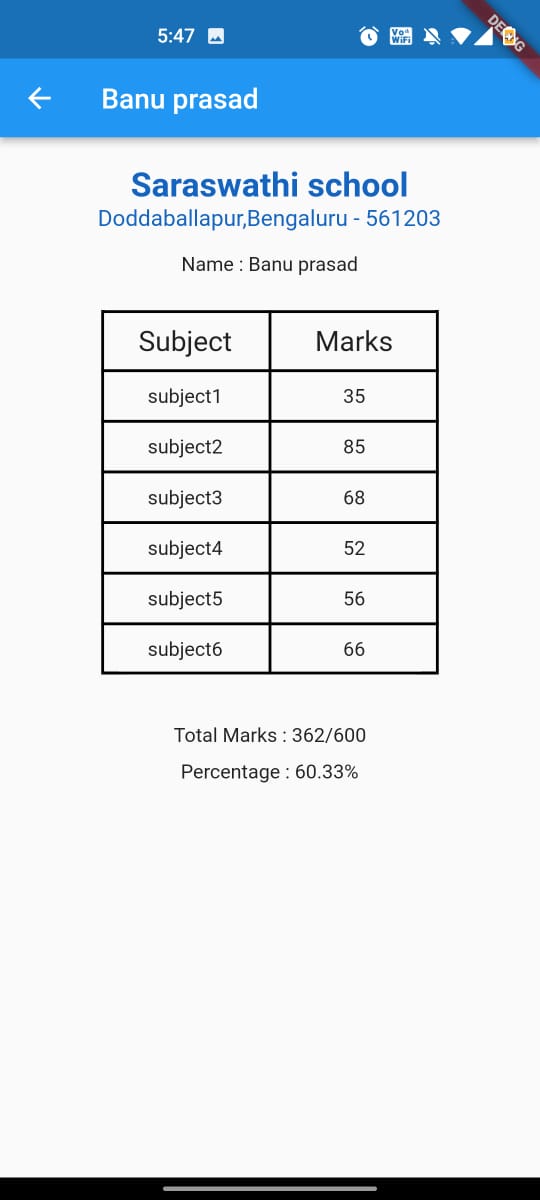 5:47
Vo
WiFi
DEBUG
Banu prasad
Saraswathi school
Doddaballapur,Bengaluru - 561203
Name : Banu prasad
Subject Marks
subject1 35
subject2 85
subject3 68
subject4 52
subject5 56
subject6 66
Total Marks : 362/600
Percentage : 60.33%